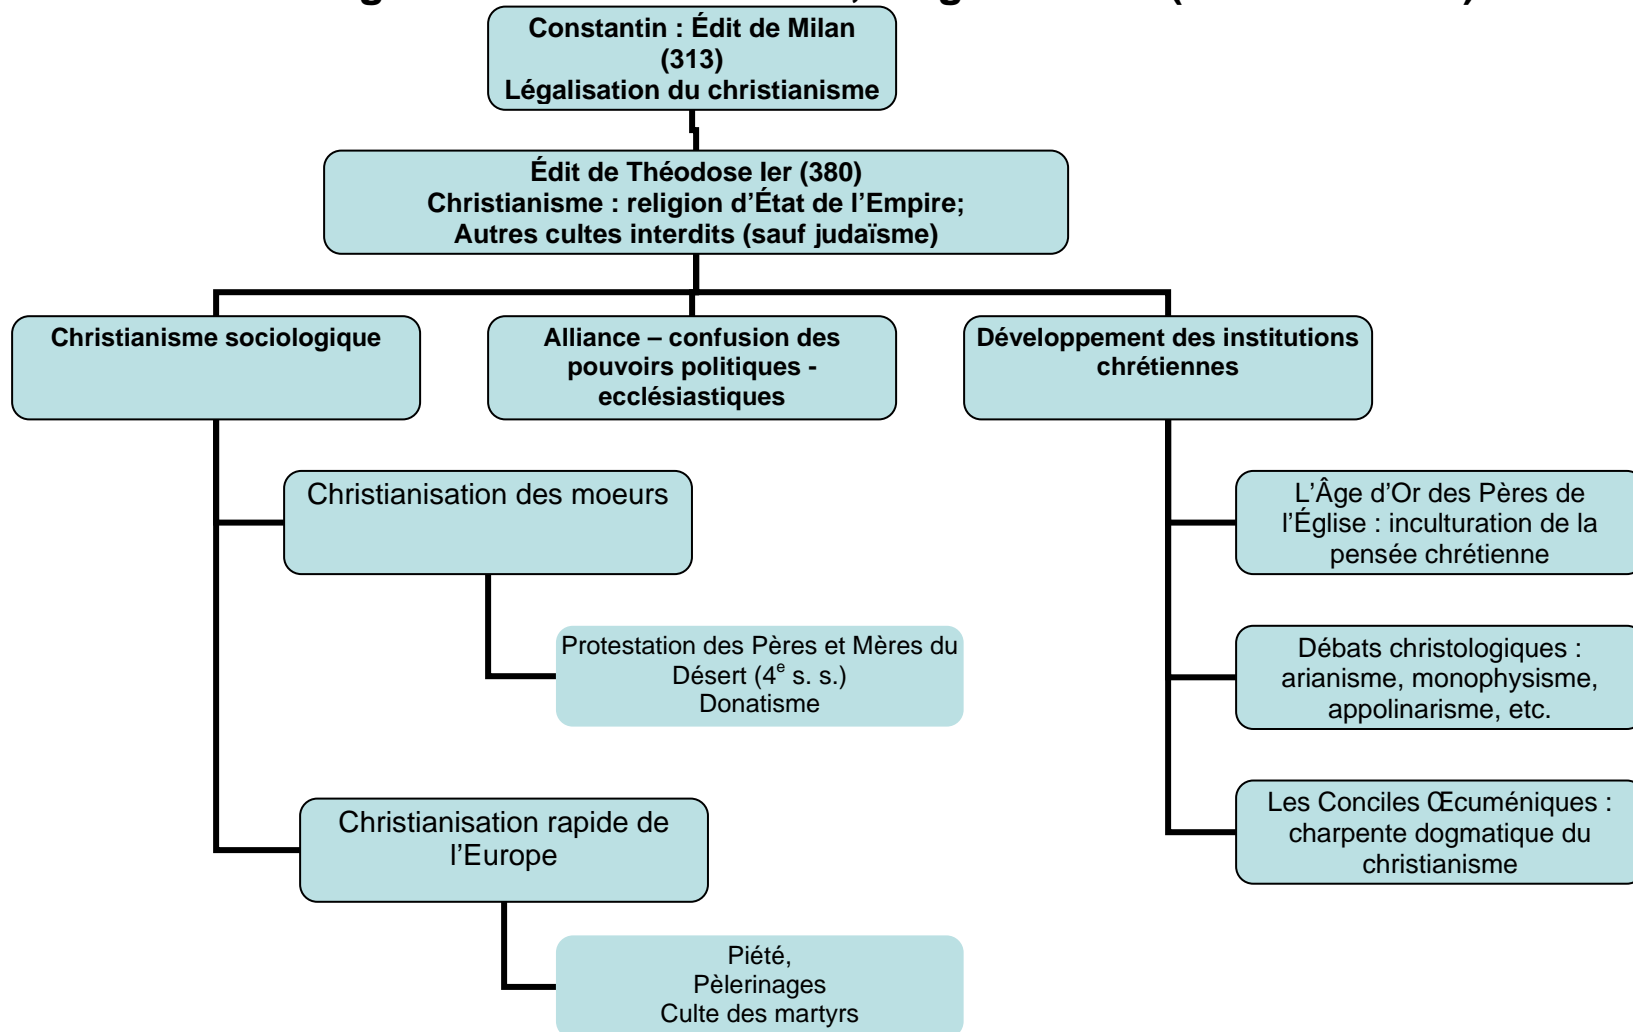 Constantin : Édit de Milan
(313)
Légalisation du christianisme
Édit de Théodose Ier (380)
Christianisme : religion d’État de l’Empire;
Autres cultes interdits (sauf judaïsme)
Christianisme sociologique
Alliance – confusion des
pouvoirs politiques -
ecclésiastiques
Développement des institutions
chrétiennes
Christianisation des moeurs
Protestation des Pères et Mères du
Désert (4e s. s.)
Donatisme
Christianisation rapide de
l’Europe
Piété,
Pèlerinages
Culte des martyrs
L’Âge d’Or des Pères de
l’Église : inculturation de la
pensée chrétienne
Débats christologiques :
arianisme, monophysisme,
appolinarisme, etc.
Les Conciles Œcuméniques :
charpente dogmatique du
christianisme